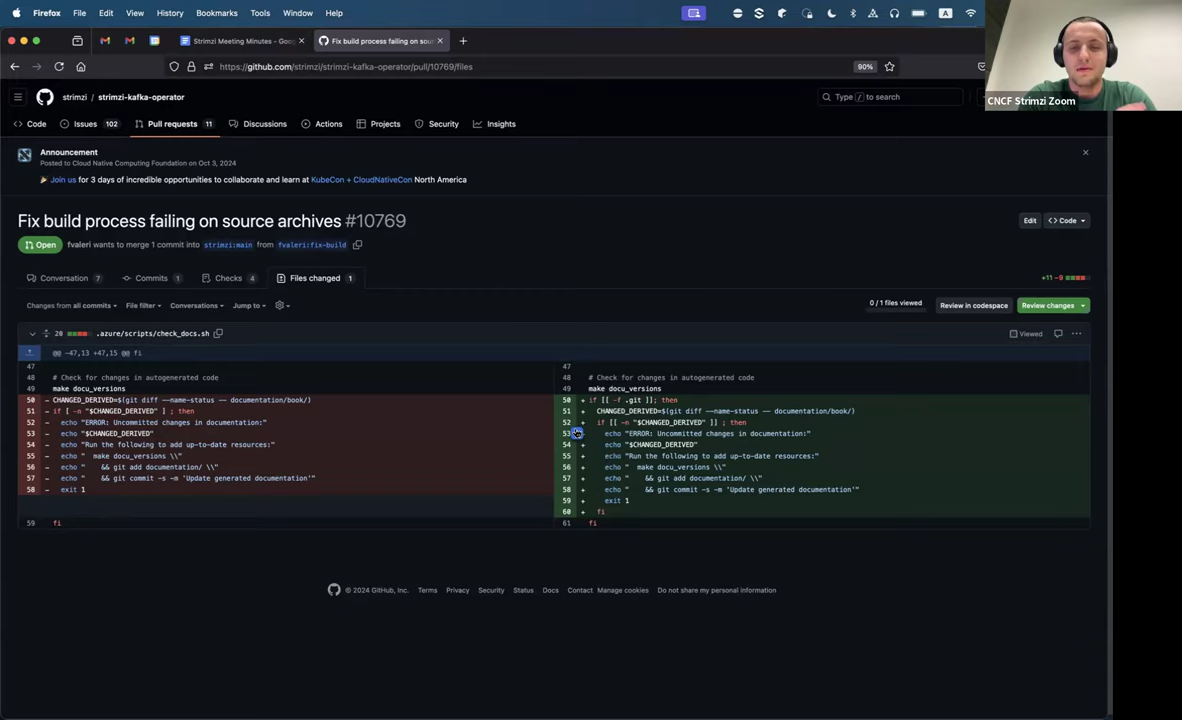 Firefox File Edit View History Bookmarks Tools Window Help
Strimzi Meeting Minutes - Goo
Fix build process failing on sour
https://github.com/strimzi/strimzi-kafka-operator/pull/10769/files
90%
CNCF Strimzi Zoom
strimzi / strimzi-kafka-operator
Type / to search
Code Issues 102 Pull requests 11 Discussions Actions Projects Security Insights
Announcement
Posted to Cloud Native Computing Foundation on Oct 3, 2024
🎉 Join us for 3 days of incredible opportunities to collaborate and learn at KubeCon + CloudNativeCon North America
Fix build process failing on source archives #10769
Edit <> Code
Open fvaleri wants to merge 1 commit into strimzi:main from fvaleri:fix-build
Conversation 7 Commits 1 Checks 4 Files changed 1
+11 −9
Changes from all commits File filter Conversations Jump to
0 / 1 files viewed Review in codespace Review changes
20 .azure/scripts/check_docs.sh
Viewed
@@ -47,13 +47,15 @@ fi
47
48 # Check for changes in autogenerated code
49 make docu_versions
50 - CHANGED_DERIVED=$(git diff --name-status -- documentation/book/)
51 - if [ -n "$CHANGED_DERIVED" ] ; then
52 - echo "ERROR: Uncommitted changes in documentation:"
53 - echo "$CHANGED_DERIVED"
54 - echo "Run the following to add up-to-date resources:"
55 - echo "  make docu_versions \\"
56 - echo "    && git add documentation/ \\"
57 - echo "    && git commit -s -m 'Update generated documentation'"
58 - exit 1
59 fi
47
48 # Check for changes in autogenerated code
49 make docu_versions
50 + if [[ -f .git ]]; then
51 + CHANGED_DERIVED=$(git diff --name-status -- documentation/book/)
52 + if [[ -n "$CHANGED_DERIVED" ]] ; then
53 + echo "ERROR: Uncommitted changes in documentation:"
54 + echo "$CHANGED_DERIVED"
55 + echo "Run the following to add up-to-date resources:"
56 + echo "  make docu_versions \\"
57 + echo "    && git add documentation/ \\"
58 + echo "    && git commit -s -m 'Update generated documentation'"
59 + exit 1
60 + fi
61 fi
© 2024 GitHub, Inc. Terms Privacy Security Status Docs Contact Manage cookies Do not share my personal information